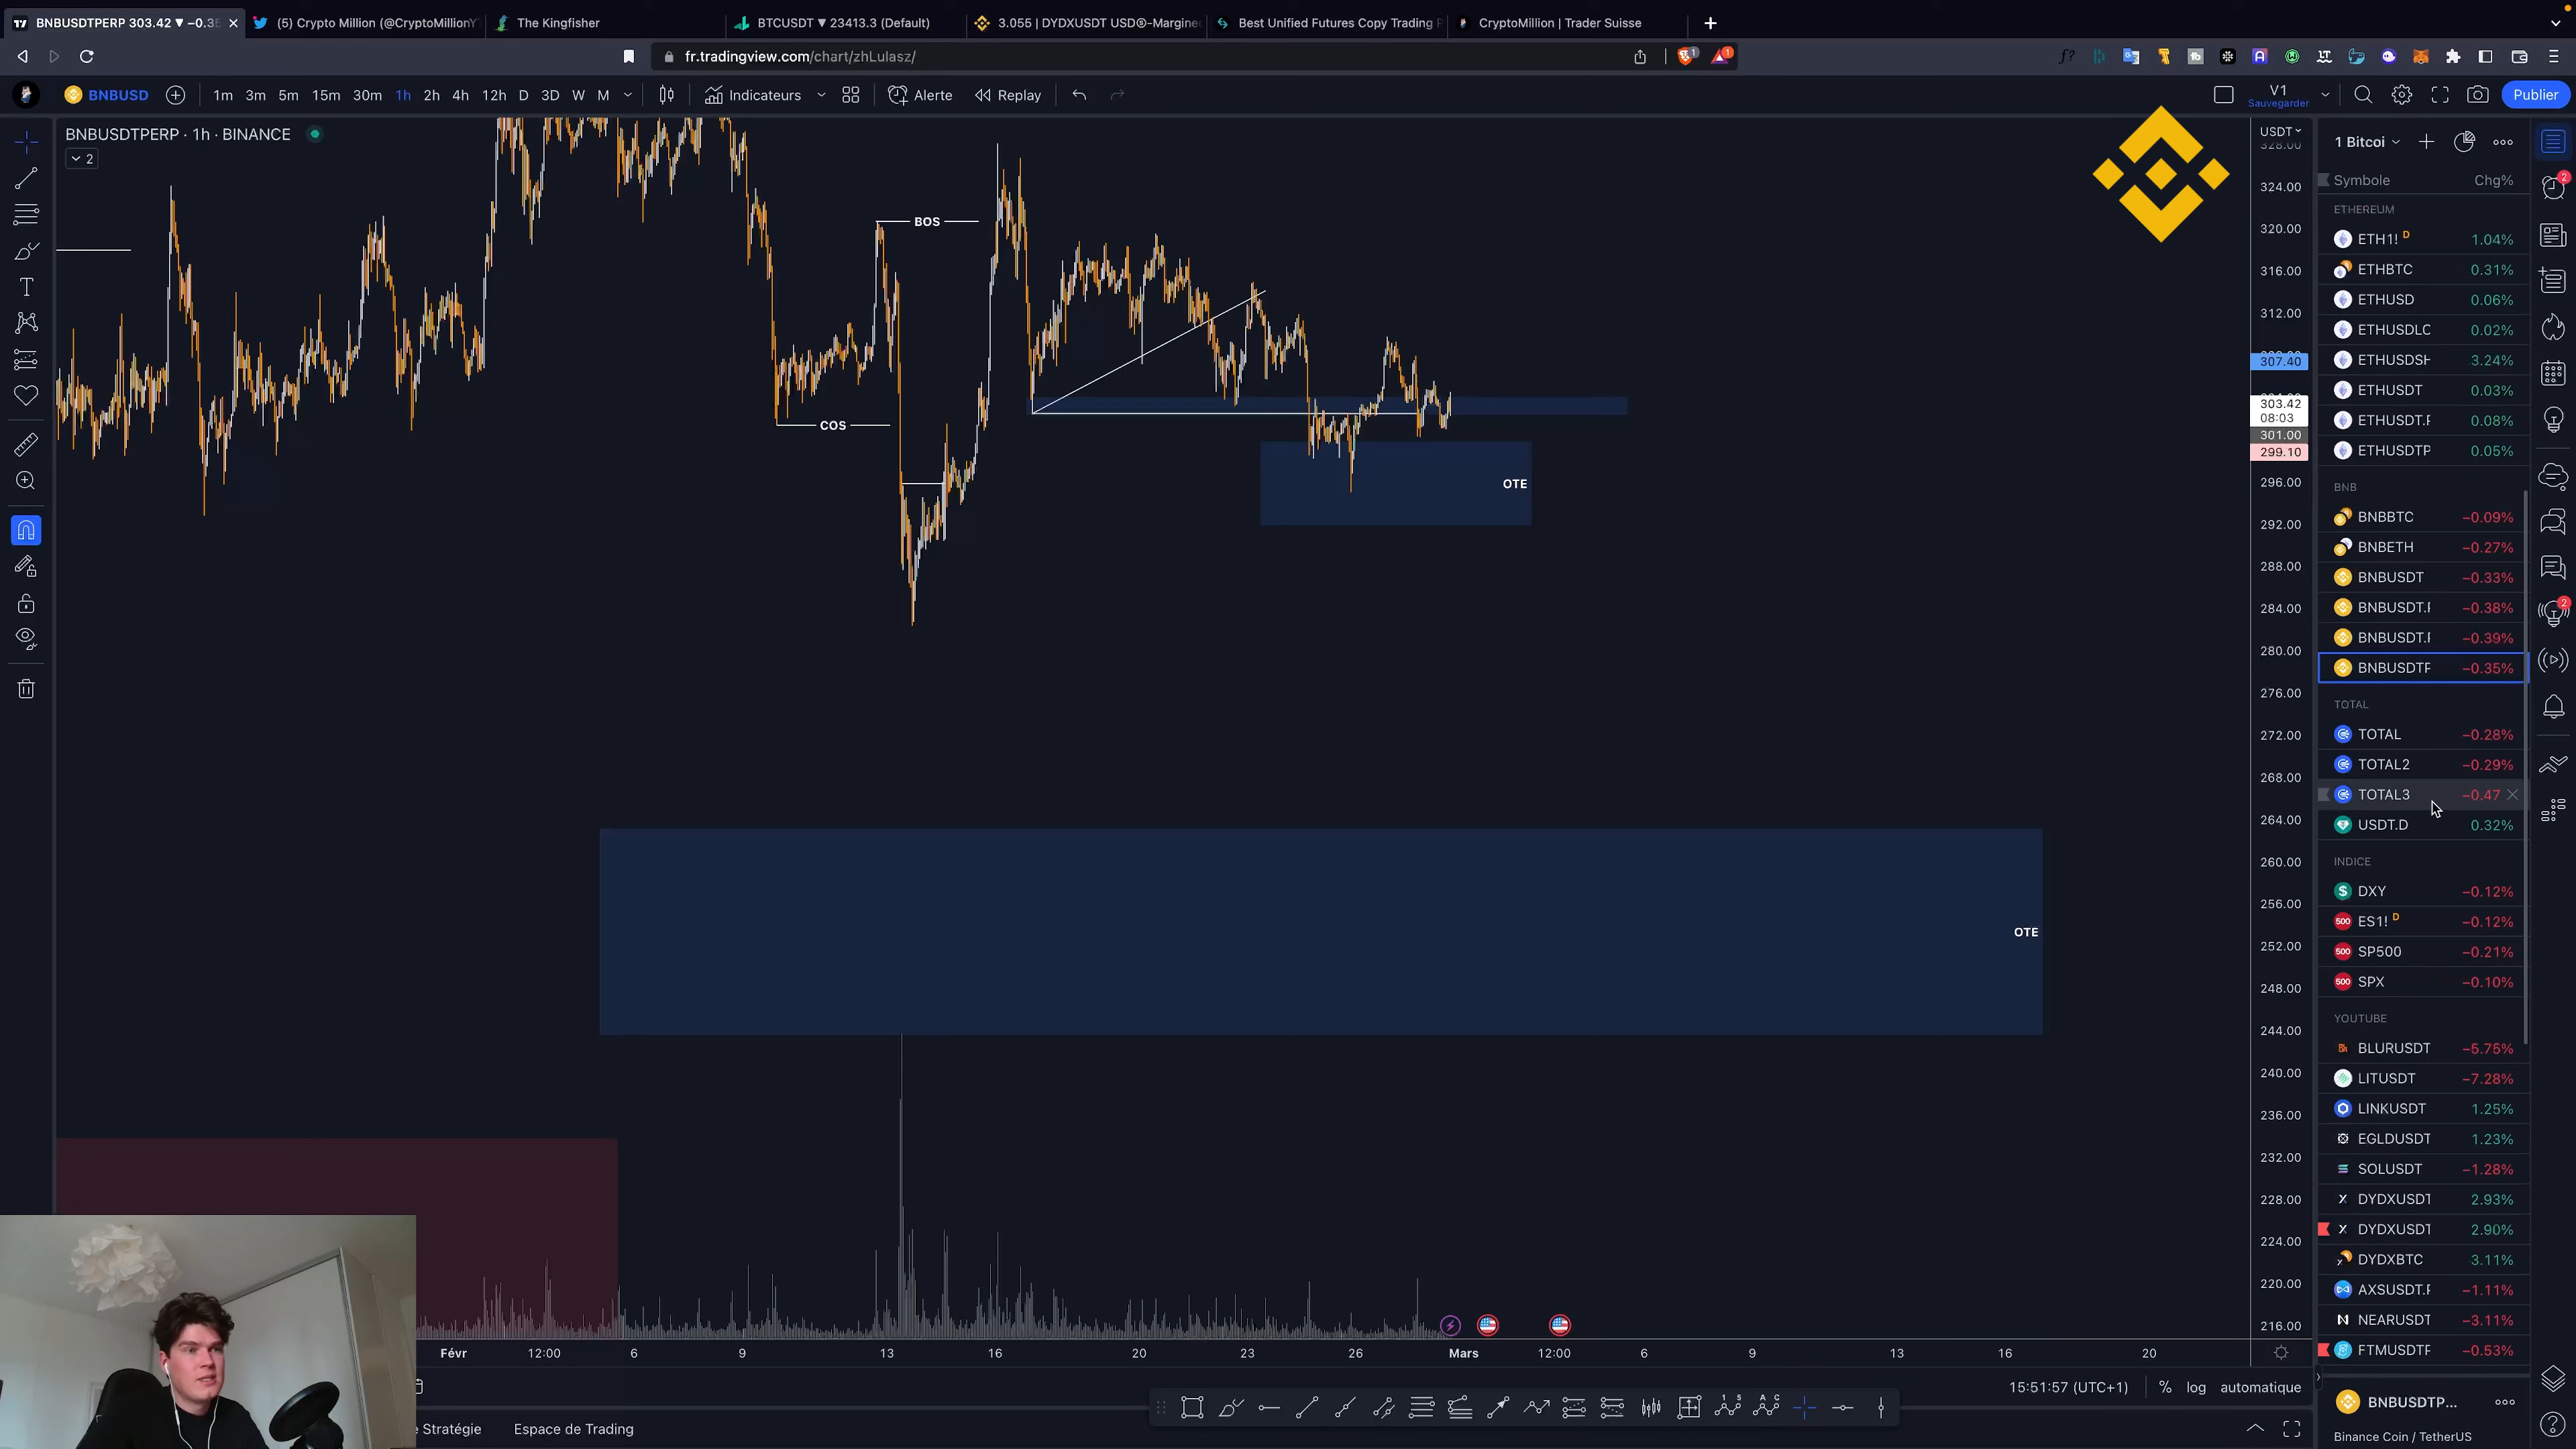 BNBUSDTPERP 303.42 ▼ −0.35
(5) Crypto Million (@CryptoMillionY
The Kingfisher
BTCUSDT ▼ 23413.3 (Default)
3.055 | DYDXUSDT USD®-Margined
Best Unified Futures Copy Trading P
CryptoMillion | Trader Suisse
fr.tradingview.com/chart/zhLulasz/
BNBUSD
1m 3m 5m 15m 30m 1h 2h 4h 12h D 3D W M
Indicateurs
Alerte
Replay
V1
Sauvegarder
Publier
BNBUSDTPERP · 1h · BINANCE
2
BOS
COS
OTE
OTE
USDT
328.00
324.00
320.00
316.00
312.00
307.40
303.42
08:03
301.00
299.10
296.00
292.00
288.00
284.00
280.00
276.00
272.00
268.00
264.00
260.00
256.00
252.00
248.00
244.00
240.00
236.00
232.00
228.00
224.00
220.00
216.00
1 Bitcoi
Symbole Chg%
ETHEREUM
ETH1! D 1.04%
ETHBTC 0.31%
ETHUSD 0.06%
ETHUSDLC 0.02%
ETHUSDSH 3.24%
ETHUSDT 0.03%
ETHUSDT.F 0.08%
ETHUSDTP 0.05%
BNB
BNBBTC −0.09%
BNBETH −0.27%
BNBUSDT −0.33%
BNBUSDT.F −0.38%
BNBUSDT.F −0.39%
BNBUSDTP −0.35%
TOTAL
TOTAL −0.28%
TOTAL2 −0.29%
TOTAL3 −0.47
USDT.D 0.32%
INDICE
DXY −0.12%
ES1! D −0.12%
SP500 −0.21%
SPX −0.10%
YOUTUBE
BLURUSDT −5.75%
LITUSDT −7.28%
LINKUSDT 1.25%
EGLDUSDT 1.23%
SOLUSDT −1.28%
DYDXUSDT 2.93%
DYDXUSDT 2.90%
DYDXBTC 3.11%
AXSUSDT.F −1.11%
NEARUSDT −3.11%
FTMUSDTP −0.53%
BNBUSDTP...
Binance Coin / TetherUS
Févr 12:00 6 9 13 16 20 23 26 Mars 12:00 6 9 13 16 20
15:51:57 (UTC+1) % log automatique
Stratégie
Espace de Trading